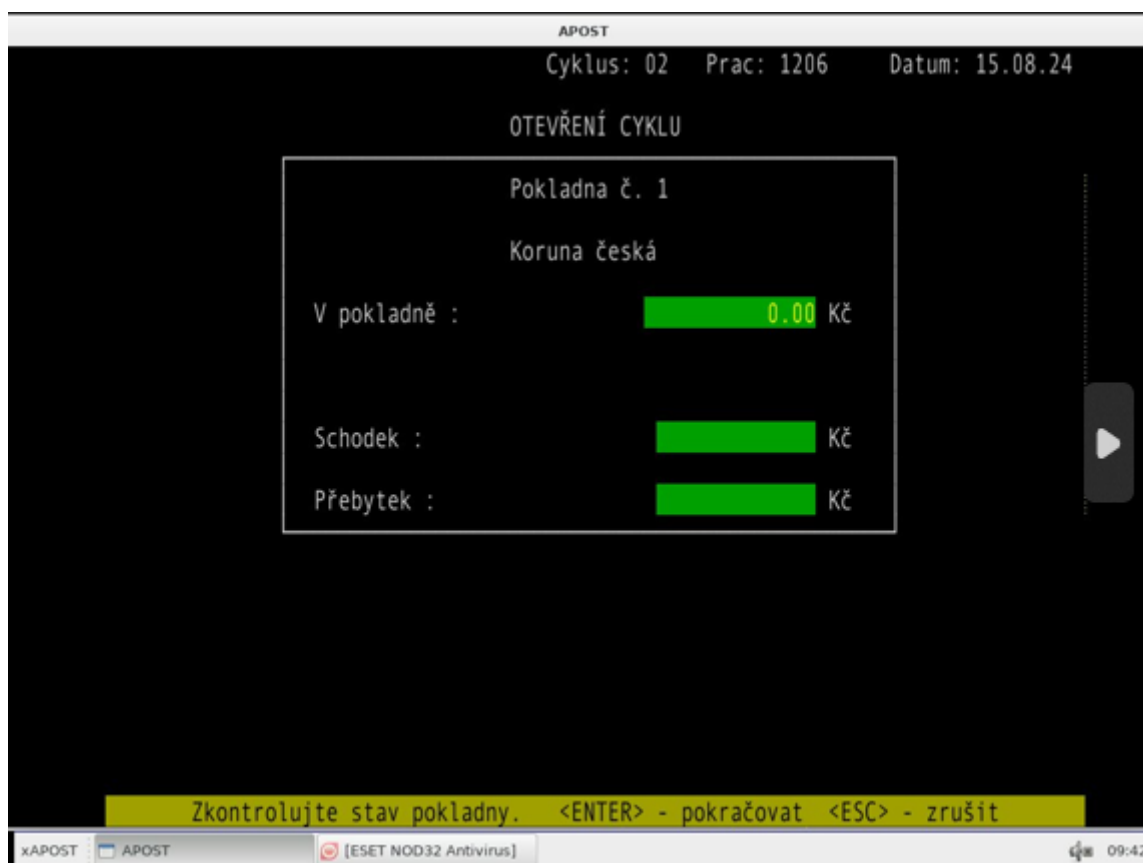 APOST
Cyklus: 02 Prac: 1206 Datum: 15.08.24
OTEVŘENÍ CYKLU
Pokladna č. 1
Koruna česká
V pokladně : 0.00 Kč
Schodek : Kč
Přebytek : Kč
Zkontrolujte stav pokladny. <ENTER> - pokračovat <ESC> - zrušit
xAPOST APOST [ESET NOD32 Antivirus] 09:42